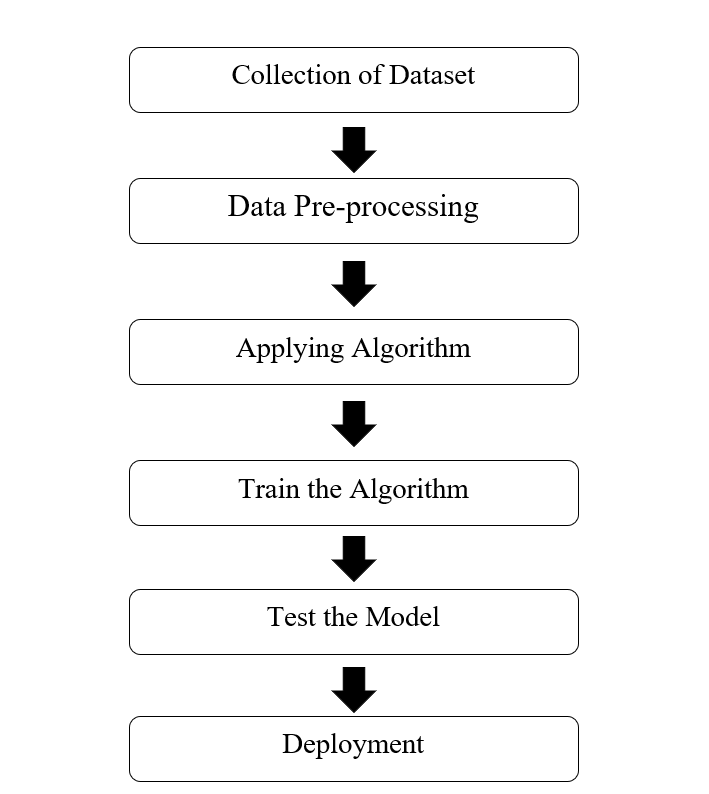 Collection of Dataset
Data Pre-processing
Applying Algorithm
Train the Algorithm
Test the Model
Deployment